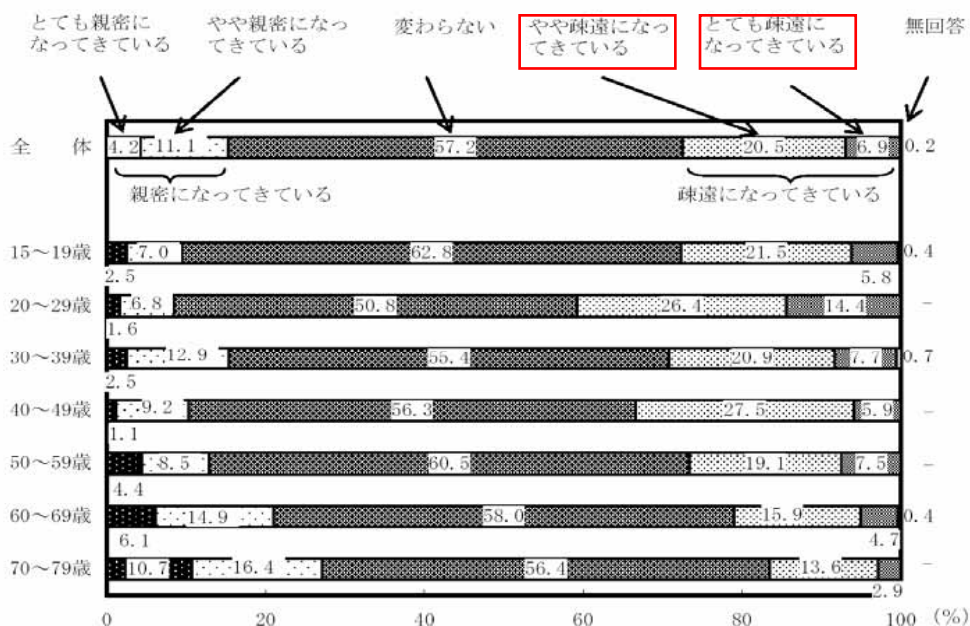 とても親密に
なってきている
やや親密になっ
てきている
変わらない
やや疎遠になっ
てきている
とても疎遠に
なってきている
無回答
全 体 4.2 11.1 57.2 20.5 6.9 0.2
親密になってきている 疎遠になってきている
15～19歳 7.0 62.8 21.5 0.4
2.5 5.8
20～29歳 6.8 50.8 26.4 14.4 －
1.6
30～39歳 12.9 55.4 20.9 7.7 0.7
2.5
40～49歳 9.2 56.3 27.5 5.9 －
1.1
50～59歳 8.5 60.5 19.1 7.5 －
4.4
60～69歳 14.9 58.0 15.9 0.4
6.1 4.7
70～79歳 10.7 16.4 56.4 13.6 －
2.9
0 20 40 60 80 100 (%)